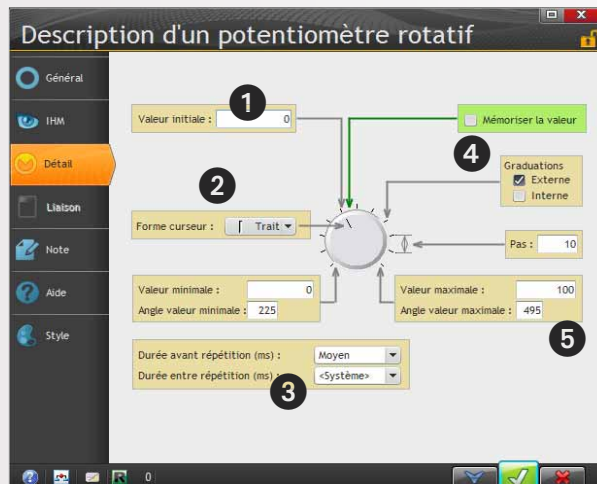 Description d'un potentiomètre rotatif
Général
IHM
Détail
Liaison
Note
Aide
Style
1
Valeur initiale : 0
Mémoriser la valeur
4
Graduations
Externe
Interne
2
Forme curseur : Trait
Pas : 10
Valeur minimale : 0
Angle valeur minimale : 225
Valeur maximale : 100
Angle valeur maximale : 495
5
Durée avant répétition (ms) : Moyen
Durée entre répétition (ms) : <Système>
3
? R 0